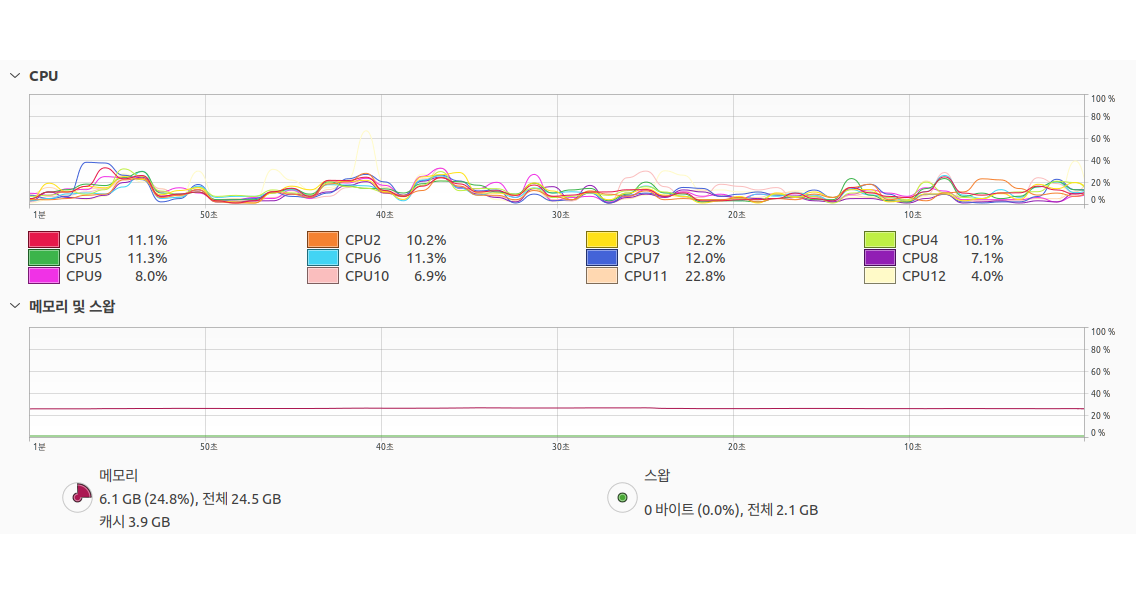 CPU
100 %
80 %
60 %
40 %
20 %
0 %
1분 50초 40초 30초 20초 10초
CPU1 11.1% CPU2 10.2% CPU3 12.2% CPU4 10.1%
CPU5 11.3% CPU6 11.3% CPU7 12.0% CPU8 7.1%
CPU9 8.0% CPU10 6.9% CPU11 22.8% CPU12 4.0%
메모리 및 스왑
100 %
80 %
60 %
40 %
20 %
0 %
1분 50초 40초 30초 20초 10초
메모리
6.1 GB (24.8%), 전체 24.5 GB
캐시 3.9 GB
스왑
0 바이트 (0.0%), 전체 2.1 GB